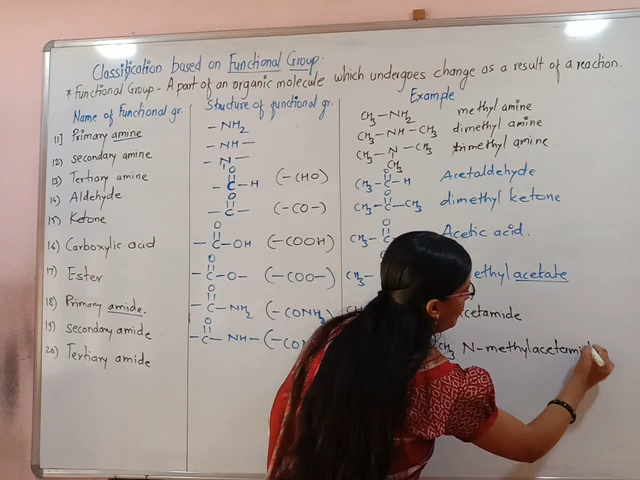 Classification based on Functional Group:
* Functional Group - A part of an organic molecule which undergoes change as a result of a reaction.
Name of Functional gr. Structure of functional gr. Example
11) Primary amine - NH2 CH3 - NH2 methyl amine
12) secondary amine - NH - CH3 - NH - CH3 dimethyl amine
13) Tertiary amine - N - CH3 - N - CH3 trimethyl amine
CH3
O O
14) Aldehyde - C - H (-CHO) CH3 - C - H Acetaldehyde
O
15) Ketone - C - (-CO-) CH3 - C - CH3 dimethyl ketone
O O
16) Carboxylic acid - C - OH (-COOH) CH3 - C Acetic acid.
O
17) Ester - C - O - (-COO-) CH3 - ethyl acetate
O
18) Primary amide. - C - NH2 (-CONH2) cetamide
O
19) secondary amide - C - NH - (-CO CH3 N-methylacetami
20) Tertiary amide